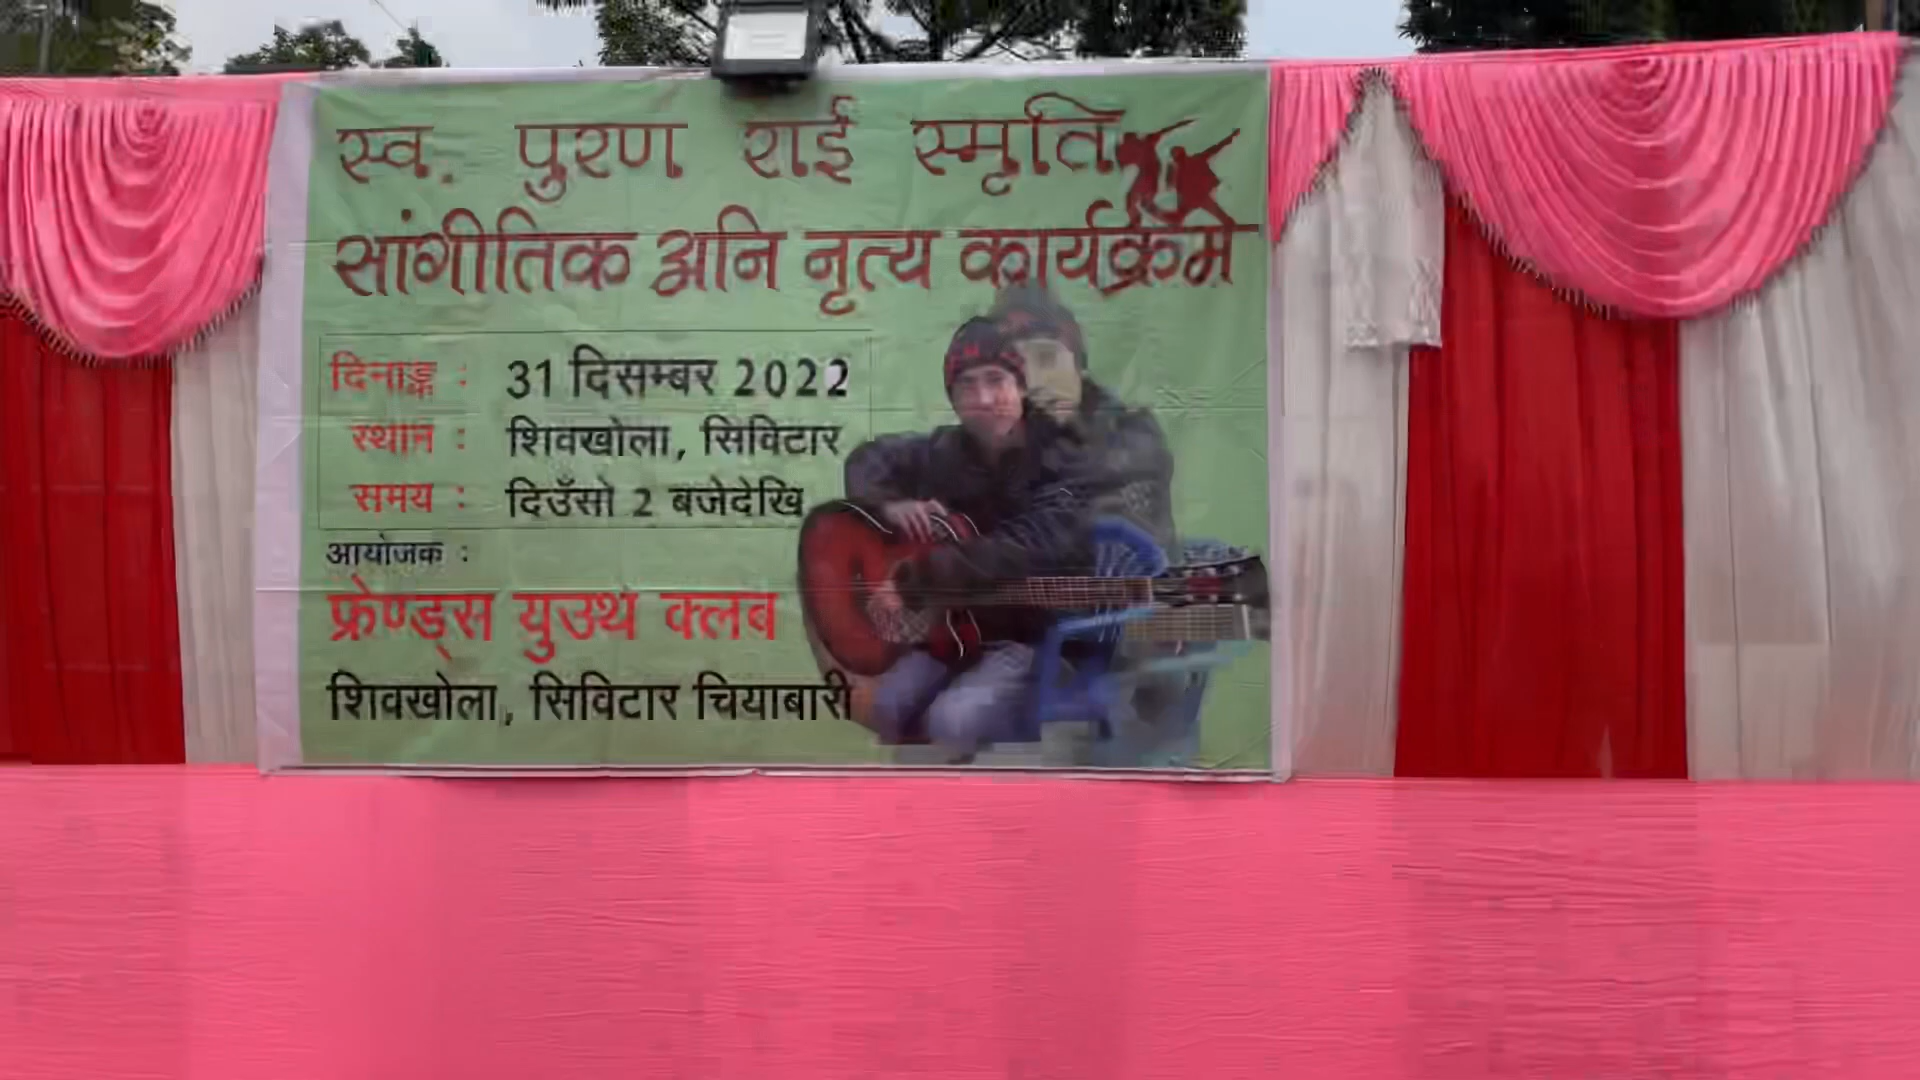 स्व. पुरण राई स्मृति
सांगीतिक अनि नृत्य कार्यक्रम
दिनाङ्क : 31 दिसम्बर 2022
स्थान : शिवखोला, सिविटार
समय : दिउँसो 2 बजेदेखि
आयोजक :
फ्रेण्ड्स युउथ क्लब
शिवखोला, सिविटार चियाबारी